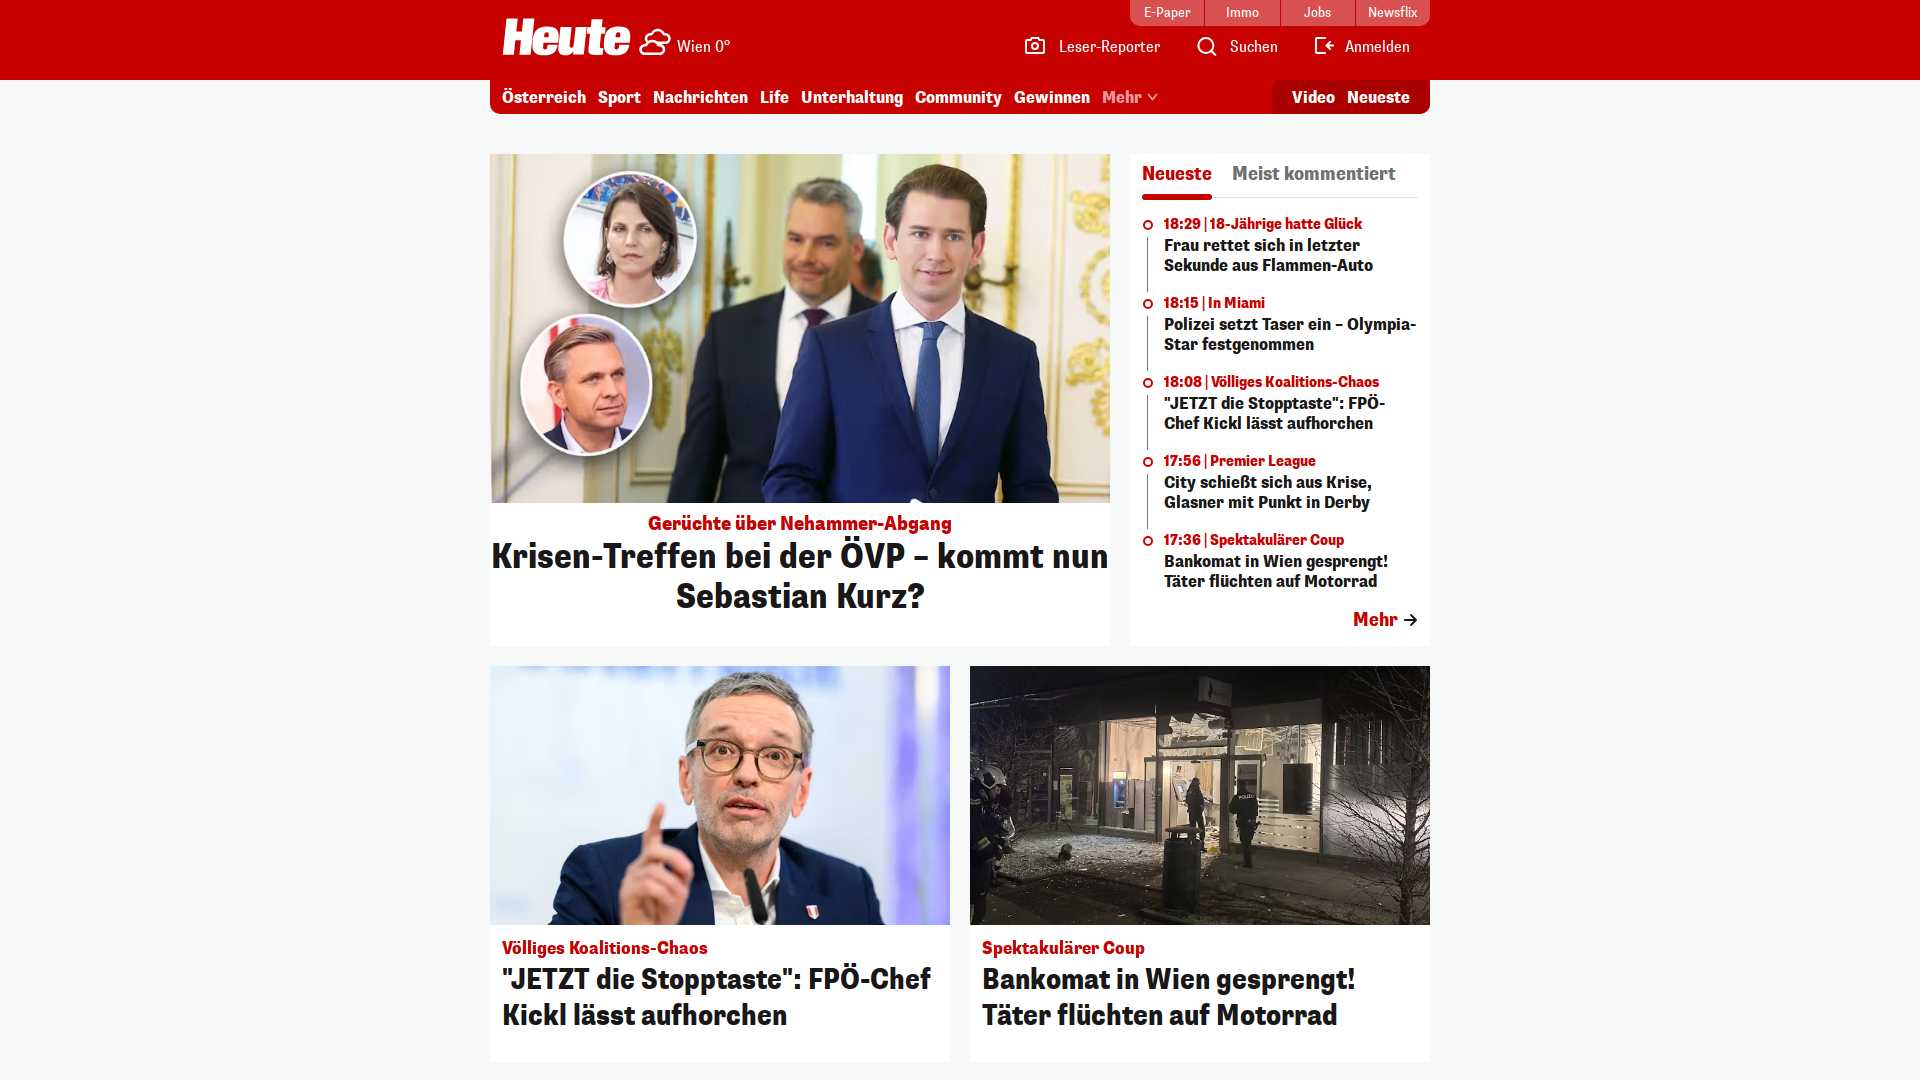 E-Paper
Immo
Jobs
Newsflix
Heute
Wien 0°
Leser-Reporter
Suchen
Anmelden
Österreich Sport Nachrichten Life Unterhaltung Community Gewinnen Mehr
Video Neueste
Gerüchte über Nehammer-Abgang
Krisen-Treffen bei der ÖVP – kommt nun
Sebastian Kurz?
Neueste
Meist kommentiert
18:29 | 18-Jährige hatte Glück
Frau rettet sich in letzter
Sekunde aus Flammen-Auto
18:15 | In Miami
Polizei setzt Taser ein – Olympia-
Star festgenommen
18:08 | Völliges Koalitions-Chaos
"JETZT die Stopptaste": FPÖ-
Chef Kickl lässt aufhorchen
17:56 | Premier League
City schießt sich aus Krise,
Glasner mit Punkt in Derby
17:36 | Spektakulärer Coup
Bankomat in Wien gesprengt!
Täter flüchten auf Motorrad
Mehr
Völliges Koalitions-Chaos
"JETZT die Stopptaste": FPÖ-Chef
Kickl lässt aufhorchen
POLIZEI
Spektakulärer Coup
Bankomat in Wien gesprengt!
Täter flüchten auf Motorrad